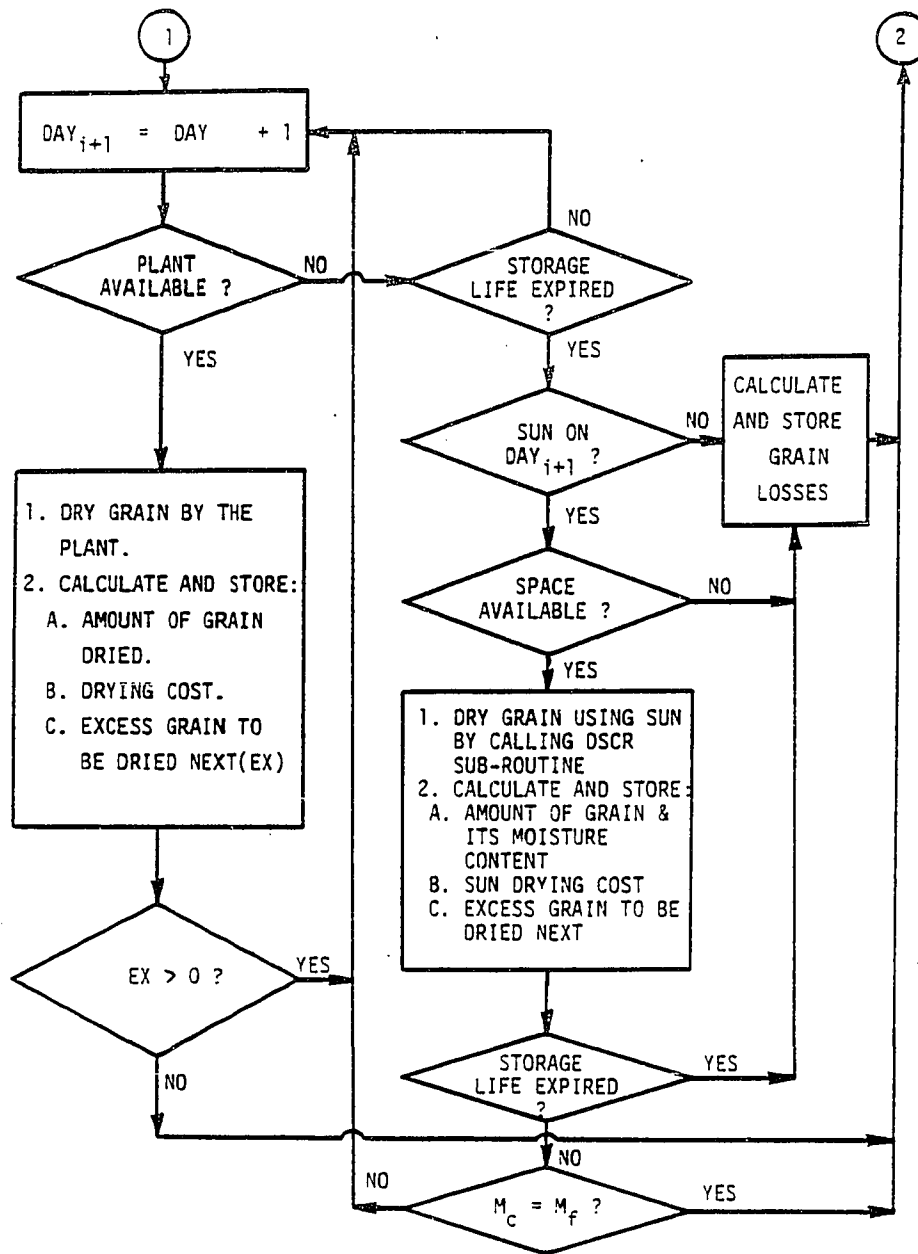 1
2
DAY i+1 = DAY + 1
PLANT
AVAILABLE ?
NO
YES
NO
STORAGE
LIFE EXPIRED
?
YES
SUN ON
DAY i+1 ?
NO
YES
CALCULATE
AND STORE
GRAIN
LOSSES
SPACE
AVAILABLE ?
NO
YES
1. DRY GRAIN BY THE
PLANT.
2. CALCULATE AND STORE:
A. AMOUNT OF GRAIN
DRIED.
B. DRYING COST.
C. EXCESS GRAIN TO
BE DRIED NEXT(EX)
EX > 0 ?
YES
NO
1. DRY GRAIN USING SUN
BY CALLING DSCR
SUB-ROUTINE
2. CALCULATE AND STORE:
A. AMOUNT OF GRAIN &
ITS MOISTURE
CONTENT
B. SUN DRYING COST
C. EXCESS GRAIN TO BE
DRIED NEXT
STORAGE
LIFE EXPIRED
?
YES
NO
M c = M f ?
NO
YES